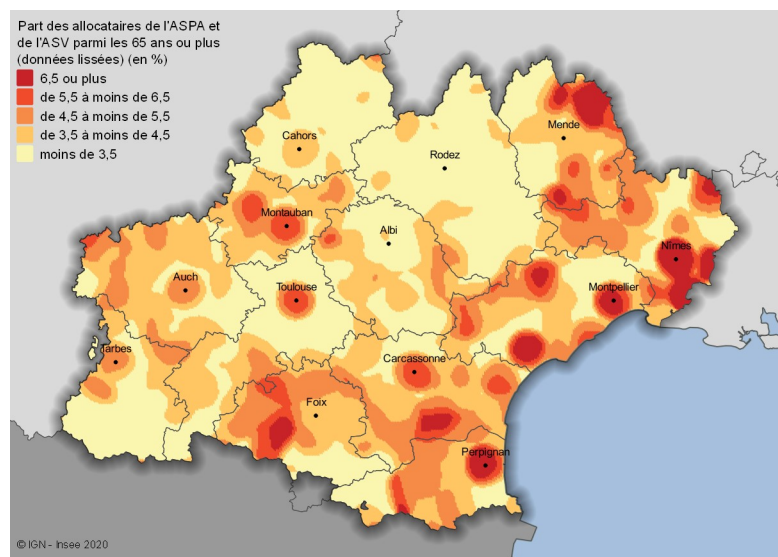 Part des allocataires de l'ASPA et
de l'ASV parmi les 65 ans ou plus
(données lissées) (en %)
6,5 ou plus
de 5,5 à moins de 6,5
de 4,5 à moins de 5,5
de 3,5 à moins de 4,5
moins de 3,5
Mende
Cahors
Rodez
Montauban
Albi
Nîmes
Auch
Toulouse
Montpellier
Tarbes
Carcassonne
Foix
Perpignan
© IGN - Insee 2020